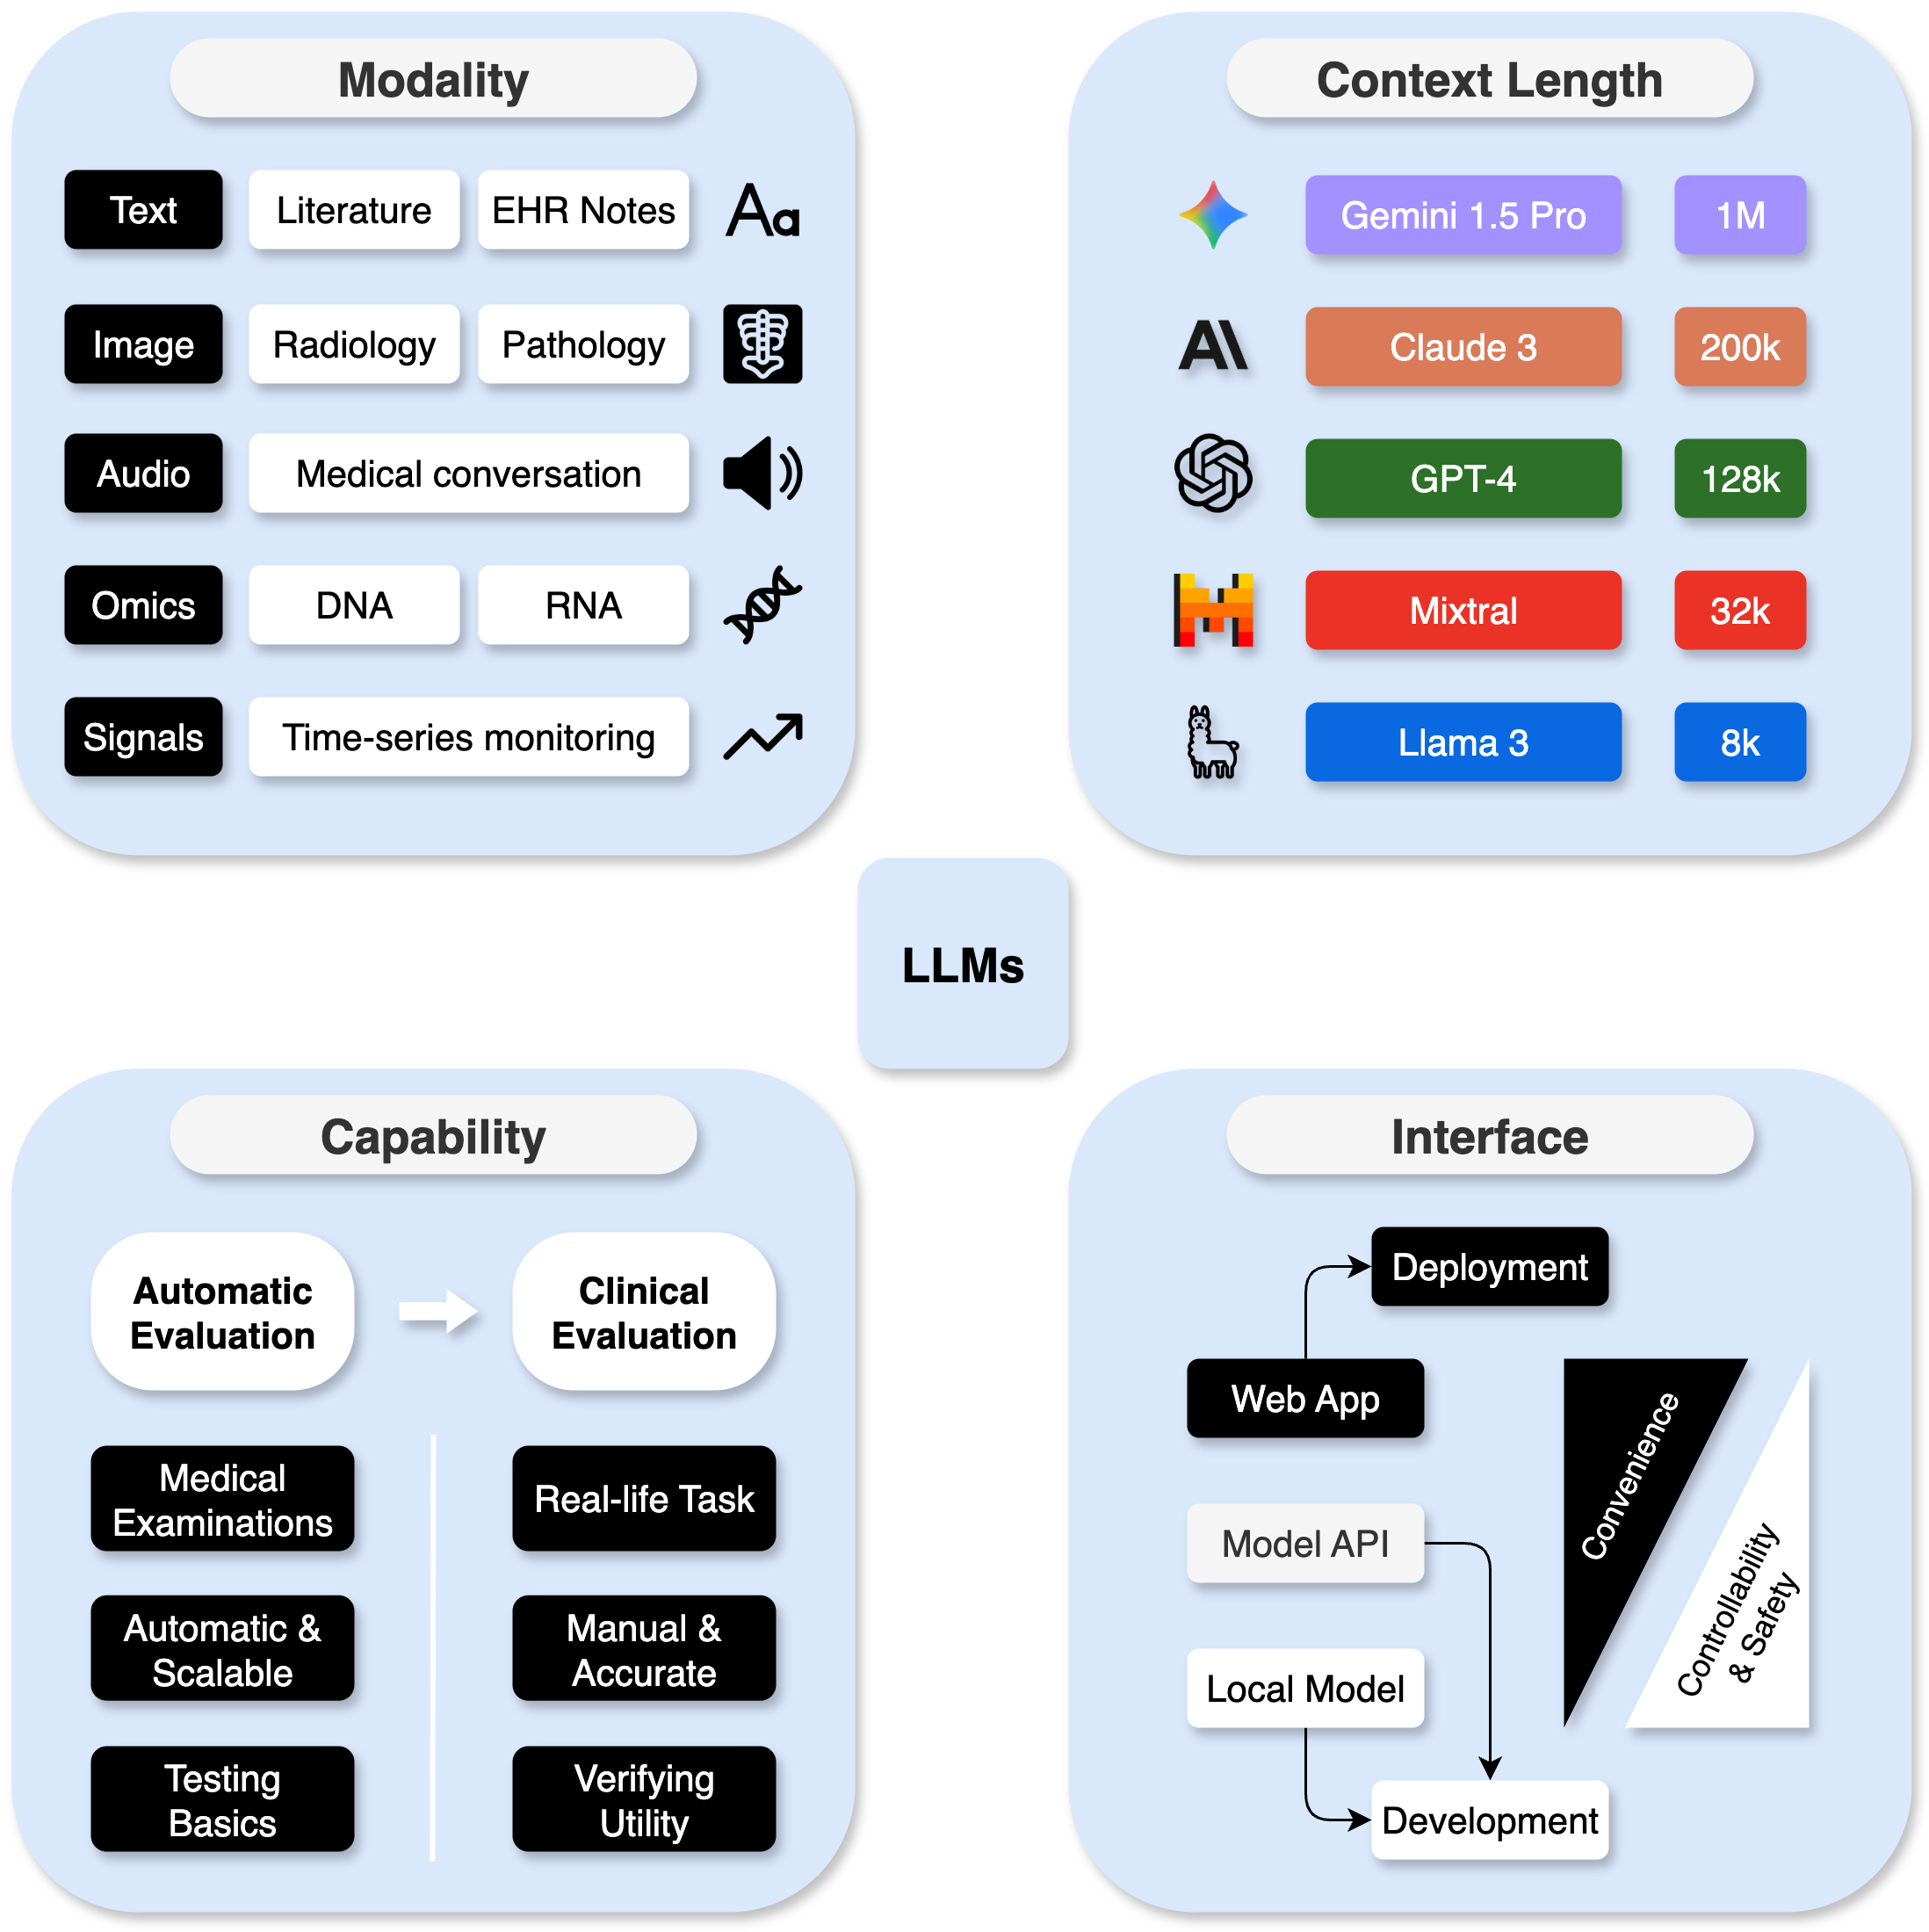 Modality
Text
Literature
EHR Notes
Aa
Image
Radiology
Pathology
Audio
Medical conversation
Omics
DNA
RNA
Signals
Time-series monitoring
Context Length
Gemini 1.5 Pro
1M
Claude 3
200k
GPT-4
128k
Mixtral
32k
Llama 3
8k
LLMs
Capability
Automatic
Evaluation
Clinical
Evaluation
Medical
Examinations
Real-life Task
Automatic &
Scalable
Manual &
Accurate
Testing
Basics
Verifying
Utility
Interface
Deployment
Web App
Model API
Local Model
Development
Convenience
Controllability
& Safety